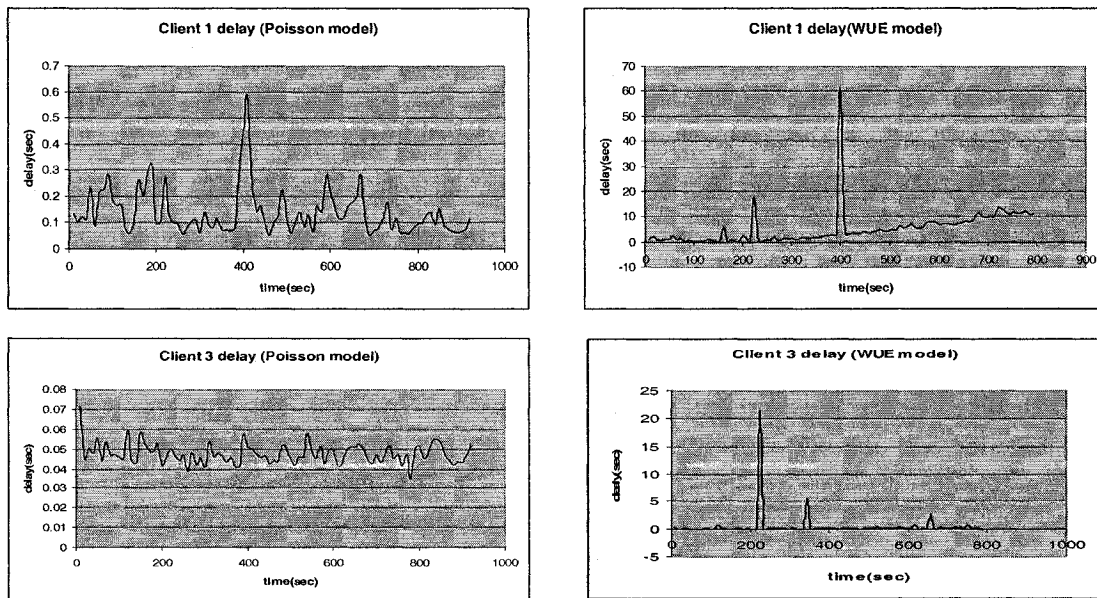 Client 1 delay (Poisson model)
delay(sec)
0.7
0.6
0.5
0.4
0.3
0.2
0.1
0
0 200 400 600 800 1000
time(sec)
Client 1 delay(WUE model)
delay(sec)
70
60
50
40
30
20
10
0
-10
0 100 200 300 400 500 600 700 800 900
time(sec)
Client 3 delay (Poisson model)
delay(sec)
0.08
0.07
0.06
0.05
0.04
0.03
0.02
0.01
0
0 200 400 600 800 1000
time(sec)
Client 3 delay (WUE model)
delay(sec)
25
20
15
10
5
0
-5
0 200 400 600 800 1000
time(sec)